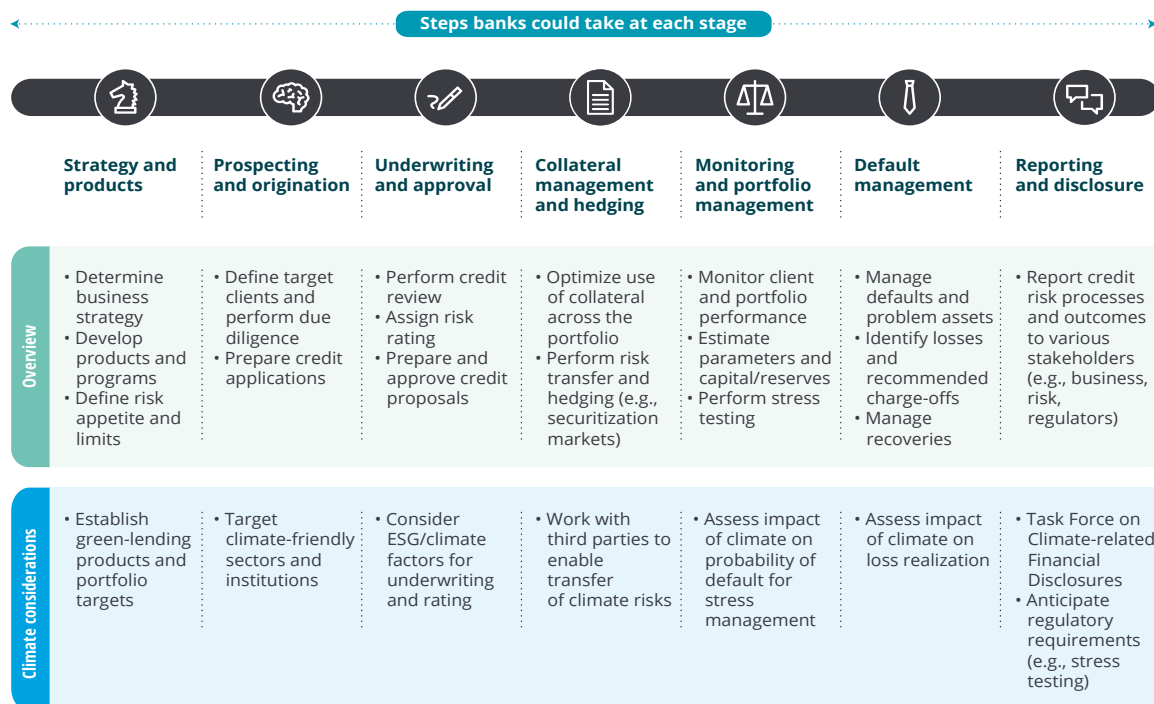 Steps banks could take at each stage
Strategy and
products
Prospecting
and origination
Underwriting
and approval
Collateral
management
and hedging
Monitoring
and portfolio
management
Default
management
Reporting
and disclosure
Overview
• Determine
business
strategy
• Develop
products and
programs
• Define risk
appetite and
limits
• Define target
clients and
perform due
diligence
• Prepare credit
applications
• Perform credit
review
• Assign risk
rating
• Prepare and
approve credit
proposals
• Optimize use
of collateral
across the
portfolio
• Perform risk
transfer and
hedging (e.g.,
securitization
markets)
• Monitor client
and portfolio
performance
• Estimate
parameters and
capital/reserves
• Perform stress
testing
• Manage
defaults and
problem assets
• Identify losses
and
recommended
charge-offs
• Manage
recoveries
• Report credit
risk processes
and outcomes
to various
stakeholders
(e.g., business,
risk,
regulators)
Climate considerations
• Establish
green-lending
products and
portfolio
targets
• Target
climate-friendly
sectors and
institutions
• Consider
ESG/climate
factors for
underwriting
and rating
• Work with
third parties to
enable
transfer
of climate risks
• Assess impact
of climate on
probability of
default for
stress
management
• Assess impact
of climate on
loss realization
• Task Force on
Climate-related
Financial
Disclosures
• Anticipate
regulatory
requirements
(e.g., stress
testing)